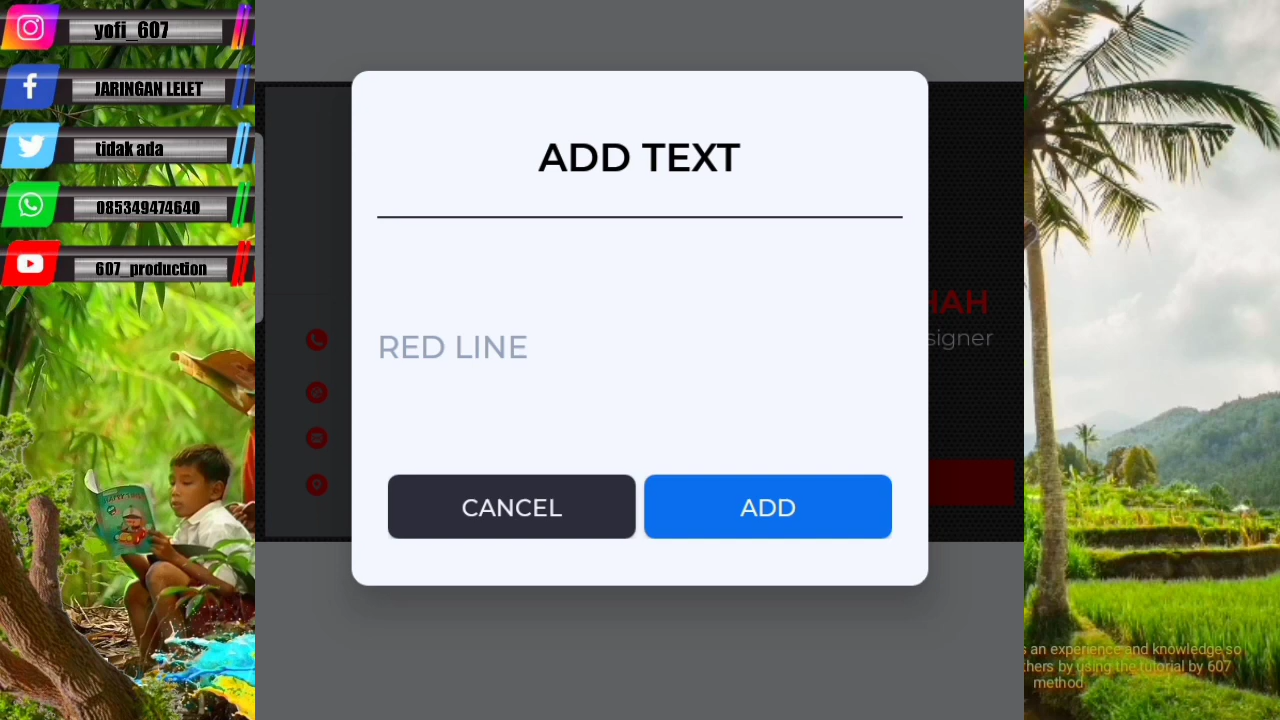 yofi_607
JARINGAN LELET
tidak ada
085349474640
607_production
ADD TEXT
RED LINE
CANCEL
ADD
HAH
signer
s an experience and knowledge so
thers by using the tutorial by 607
method